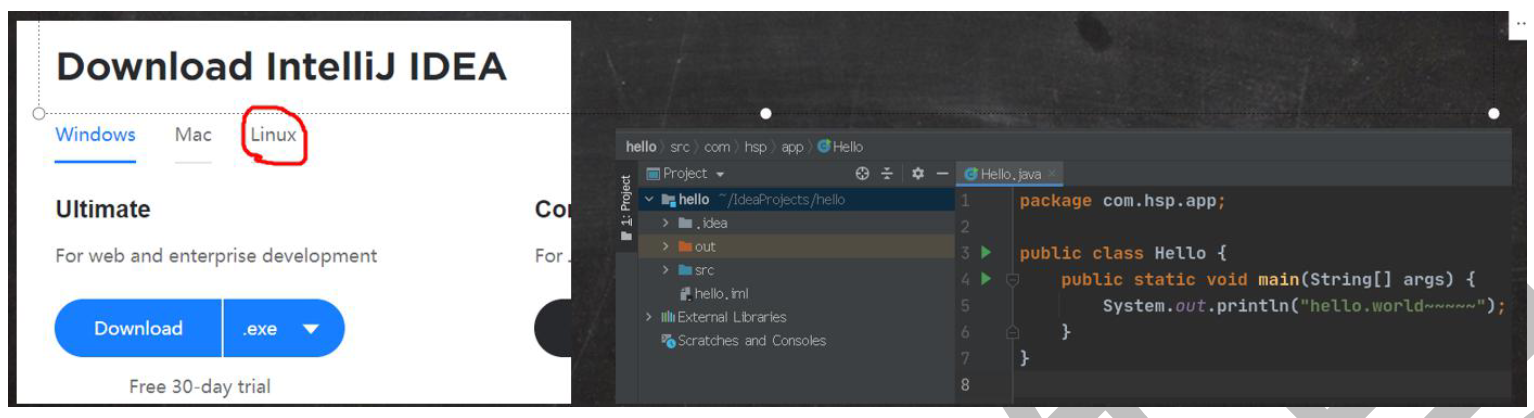 Download IntelliJ IDEA
Windows Mac Linux
Ultimate
For web and enterprise development
Download .exe
Free 30-day trial
For
hello src com hsp app Hello
1: Project
Project
hello ~/IdeaProjects/hello
.idea
out
src
hello.iml
External Libraries
Scratches and Consoles
Hello.java
1 package com.hsp.app;
2
3 public class Hello {
4 public static void main(String[] args) {
5 System.out.println("hello.world~~~~~");
6 }
7 }
8